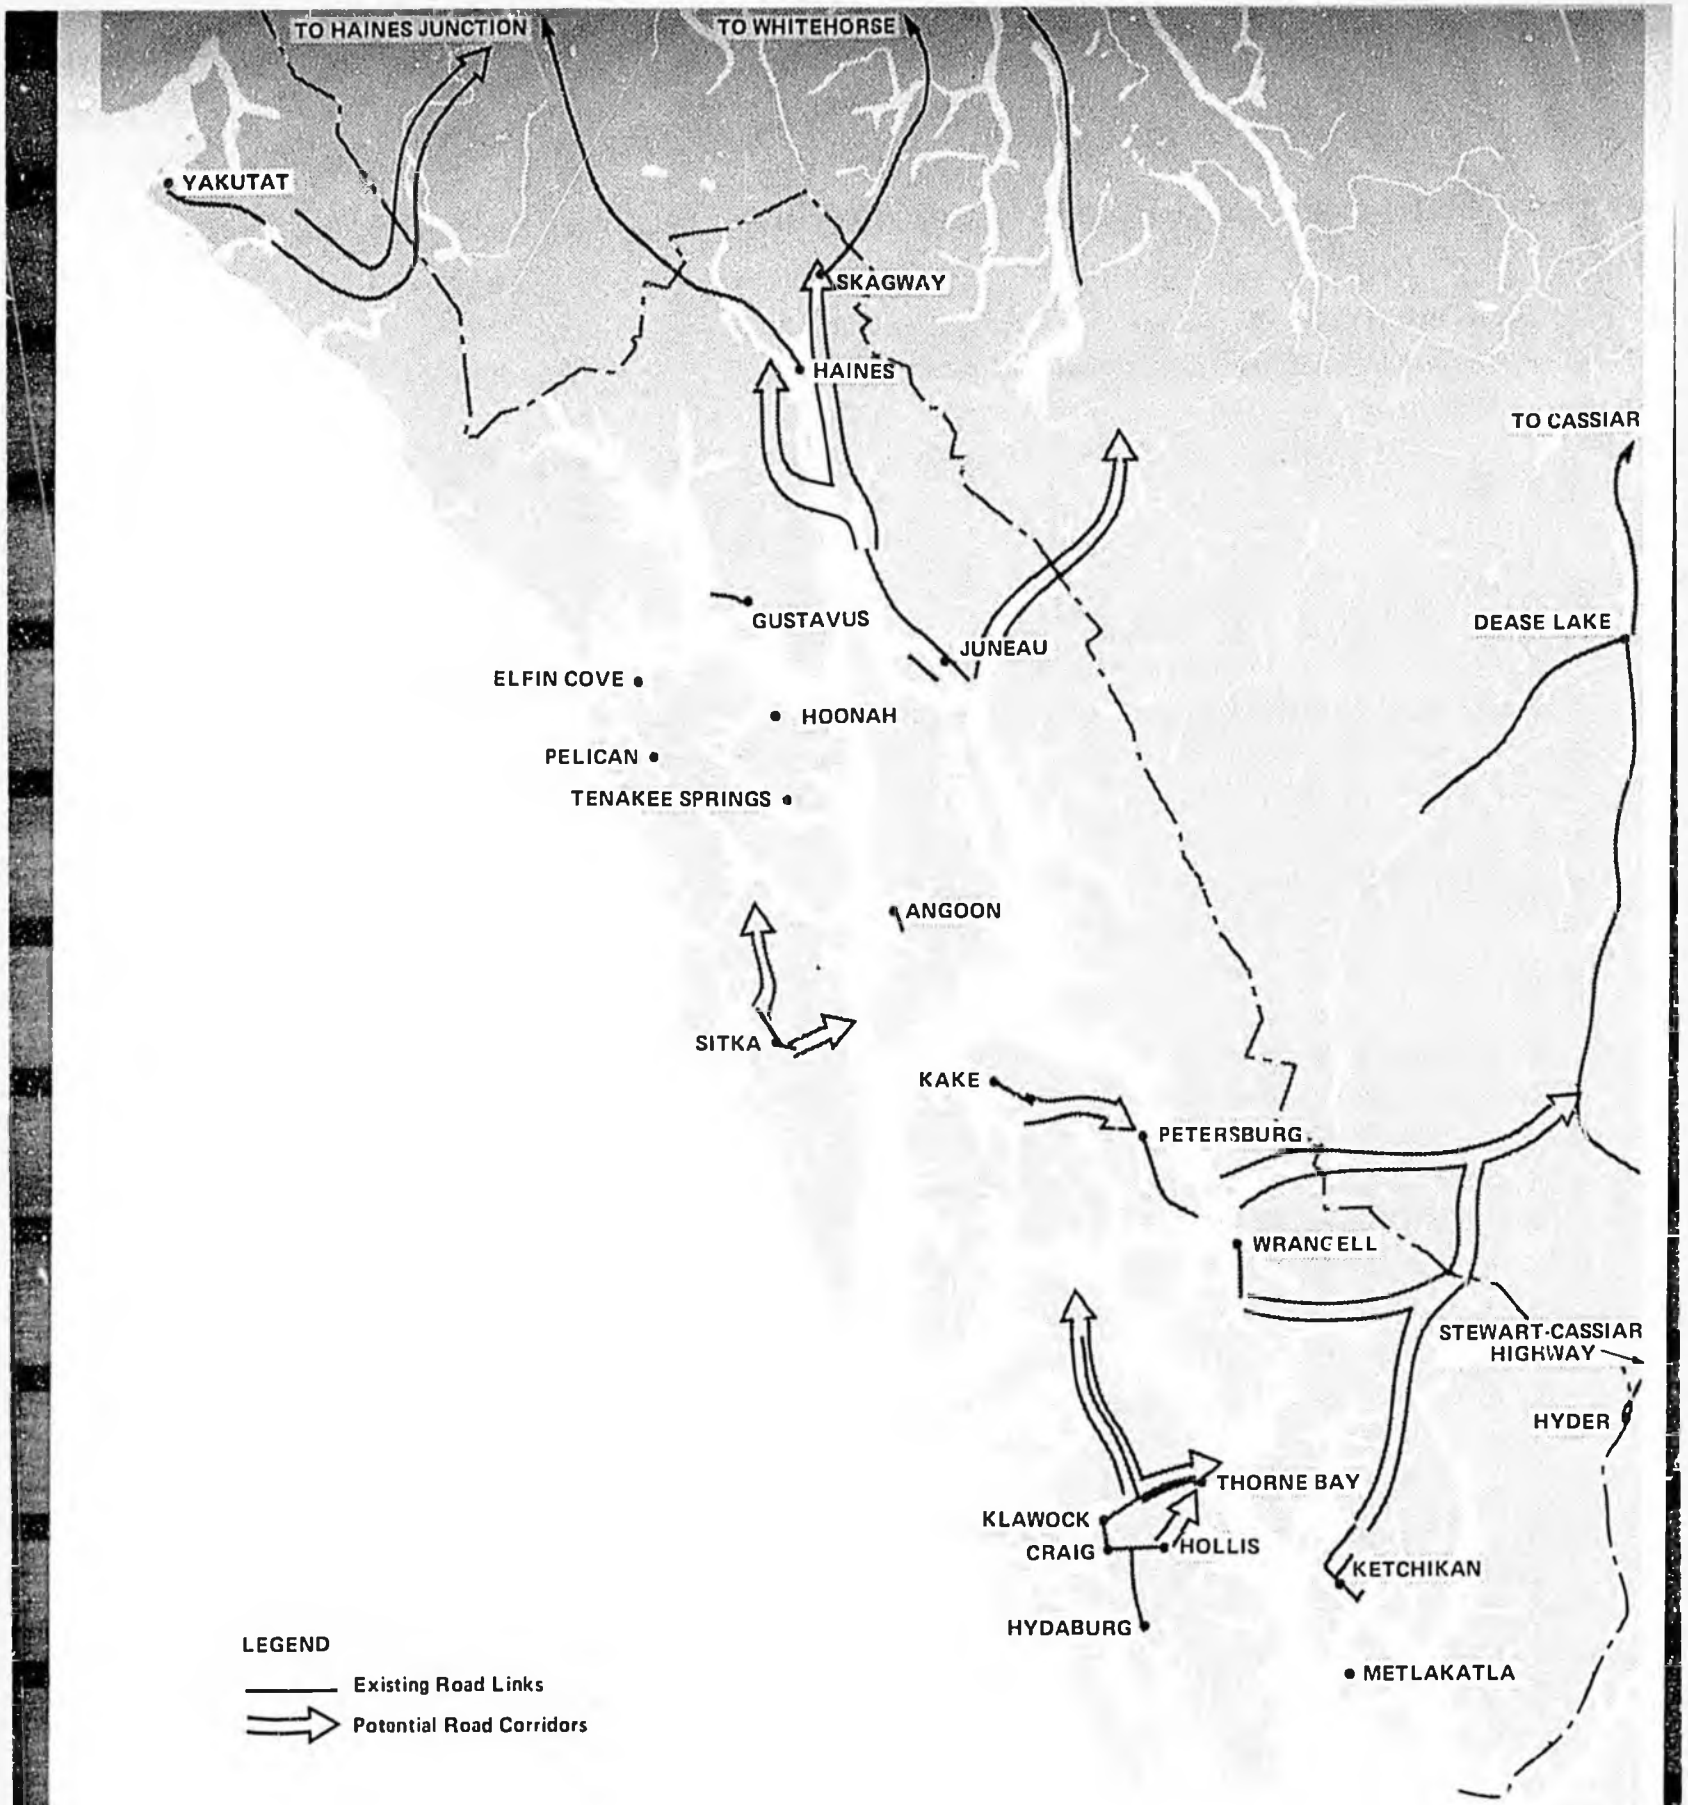 TO HAINES JUNCTION
TO WHITEHORSE
YAKUTAT
SKAGWAY
HAINES
TO CASSIAR
GUSTAVUS
DEASE LAKE
JUNEAU
ELFIN COVE
HOONAH
PELICAN
TENAKEE SPRINGS
ANGOON
SITKA
KAKE
PETERSBURG
WRANGELL
STEWART-CASSIAR
HIGHWAY
HYDER
THORNE BAY
KLAWOCK
CRAIG
HOLLIS
KETCHIKAN
HYDABURG
METLAKATLA
LEGEND
Existing Road Links
Potential Road Corridors